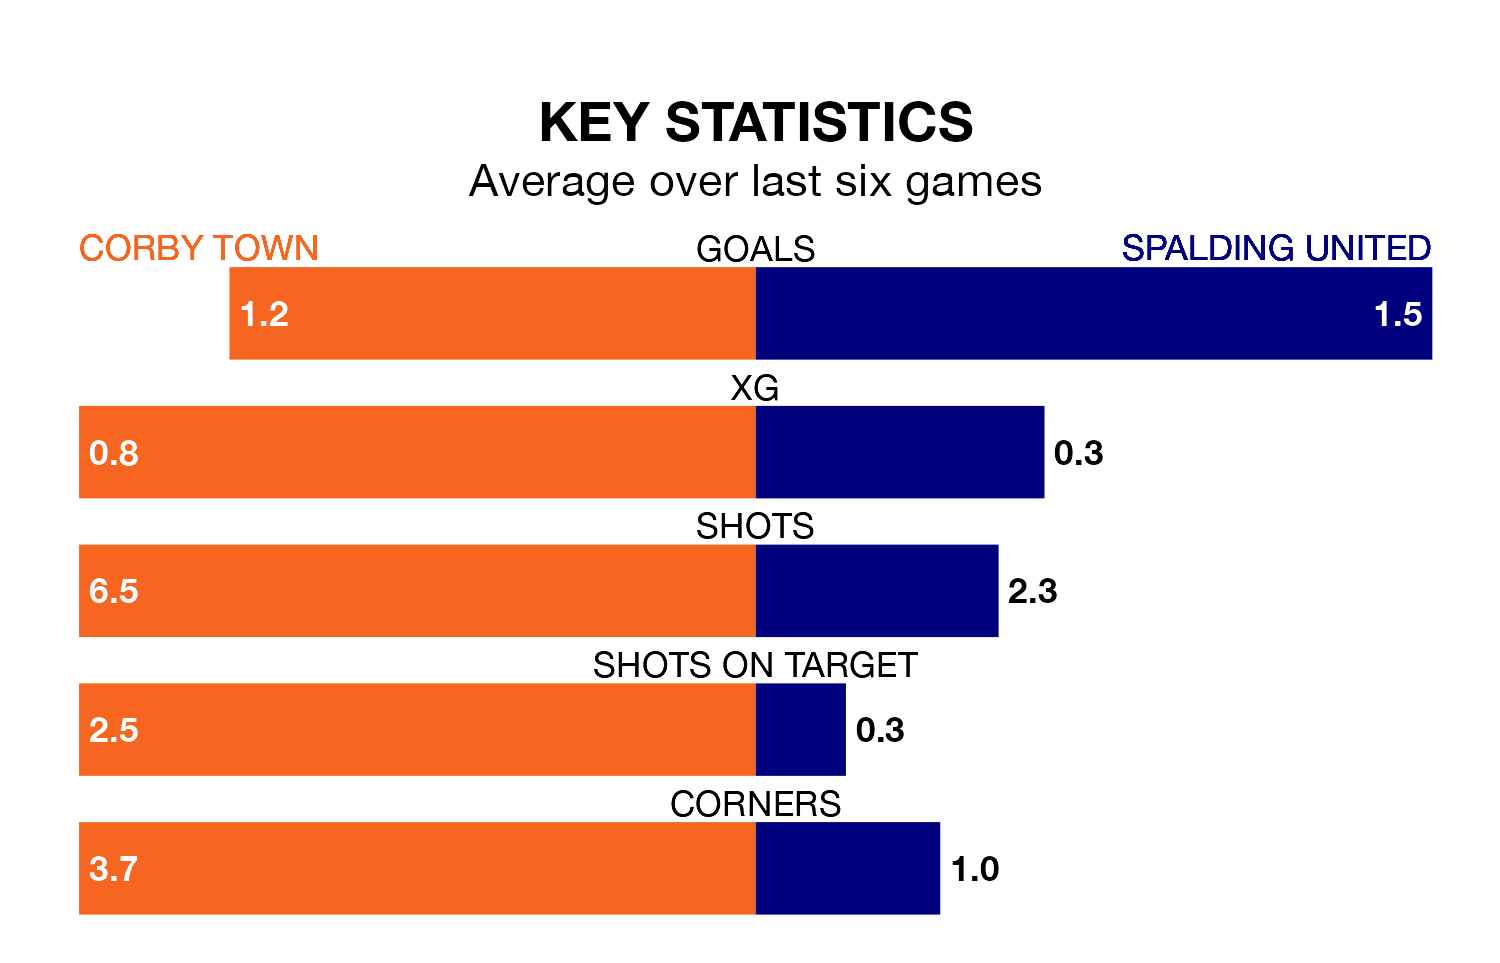 KEY STATISTICS
Average over last six games
CORBY TOWN GOALS SPALDING UNITED
1.2 1.5
XG
0.8 0.3
SHOTS
6.5 2.3
SHOTS ON TARGET
2.5 0.3
CORNERS
3.7 1.0